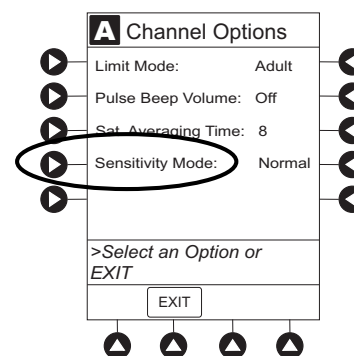 A Channel Options
Limit Mode: Adult
Pulse Beep Volume: Off
Sat. Averaging Time: 8
Sensitivity Mode: Normal
>Select an Option or
EXIT
EXIT